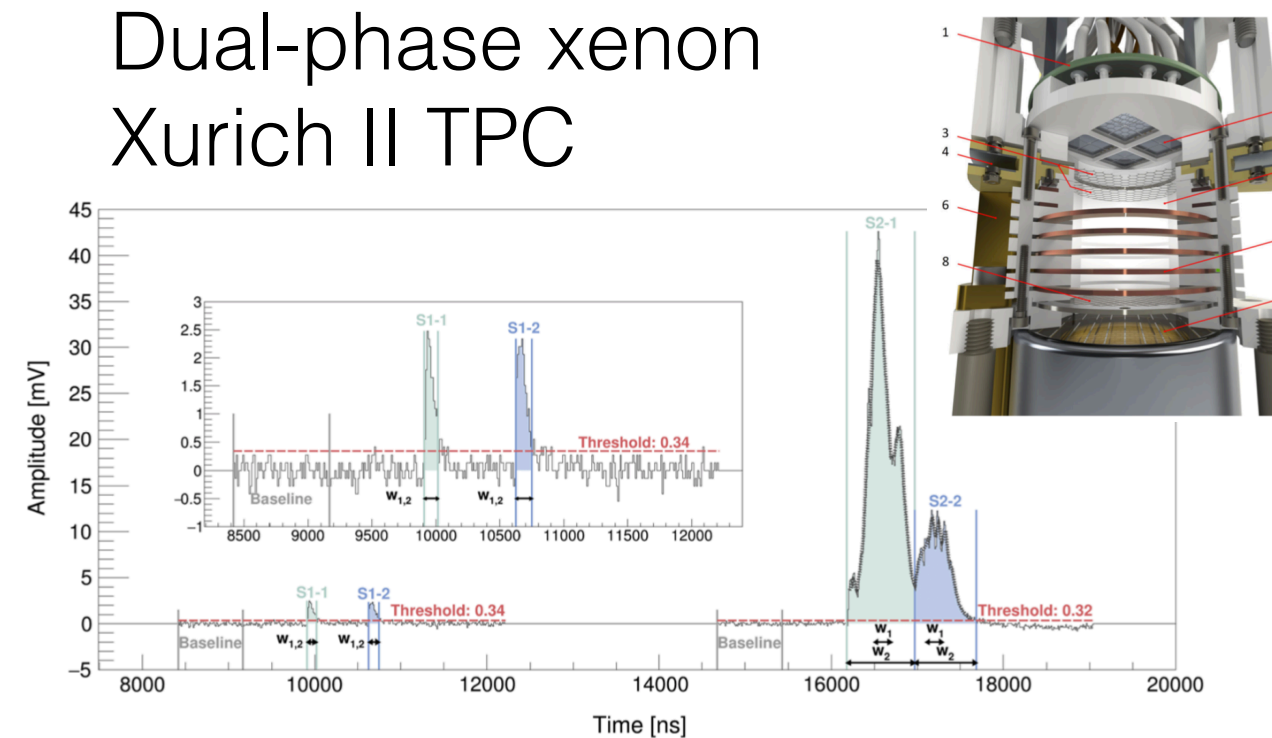 Dual-phase xenon
Xurich II TPC
1
3
4
6
8
45
40
35
30
25
20
15
10
5
0
−5
Amplitude [mV]
3
2.5
2
1.5
1
0.5
0
−0.5
−1
S1-1
S1-2
Threshold: 0.34
Baseline
w1,2
w1,2
8500 9000 9500 10000 10500 11000 11500 12000
S2-1
S2-2
S1-1
S1-2
Threshold: 0.34
Threshold: 0.32
Baseline
w1,2
w1,2
Baseline
w1
w1
w2
w2
8000 10000 12000 14000 16000 18000 20000
Time [ns]